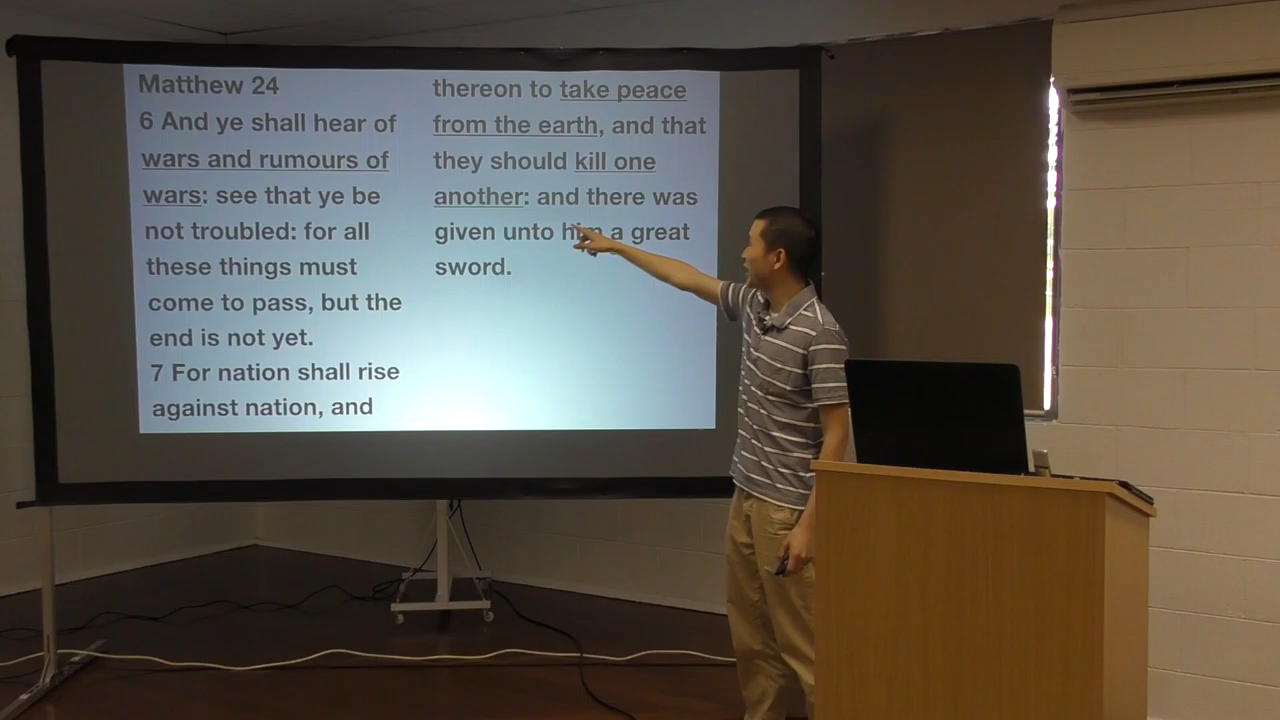 Matthew 24
6 And ye shall hear of
wars and rumours of
wars: see that ye be
not troubled: for all
these things must
come to pass, but the
end is not yet.
7 For nation shall rise
against nation, and
thereon to take peace
from the earth, and that
they should kill one
another: and there was
given unto him a great
sword.